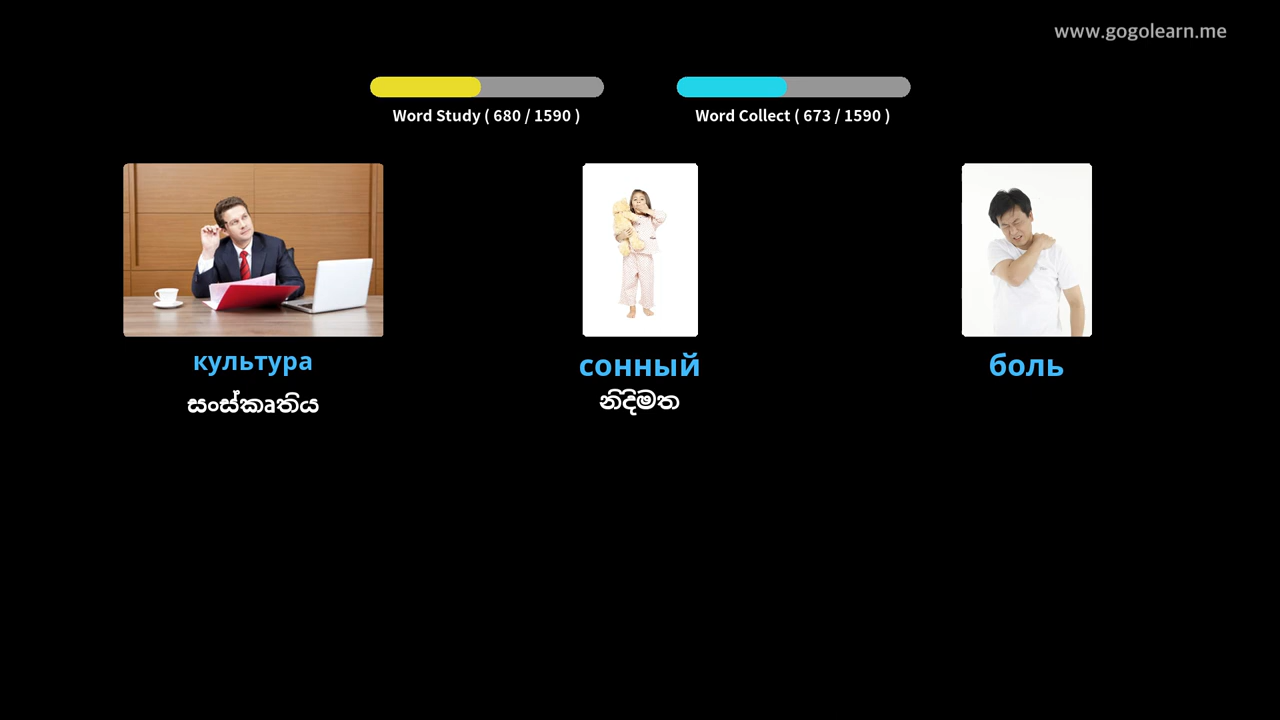 www.gogolearn.me
Word Study ( 680 / 1590 )
Word Collect ( 673 / 1590 )
культура
සංස්කෘතිය
сонный
නිදිමත
боль